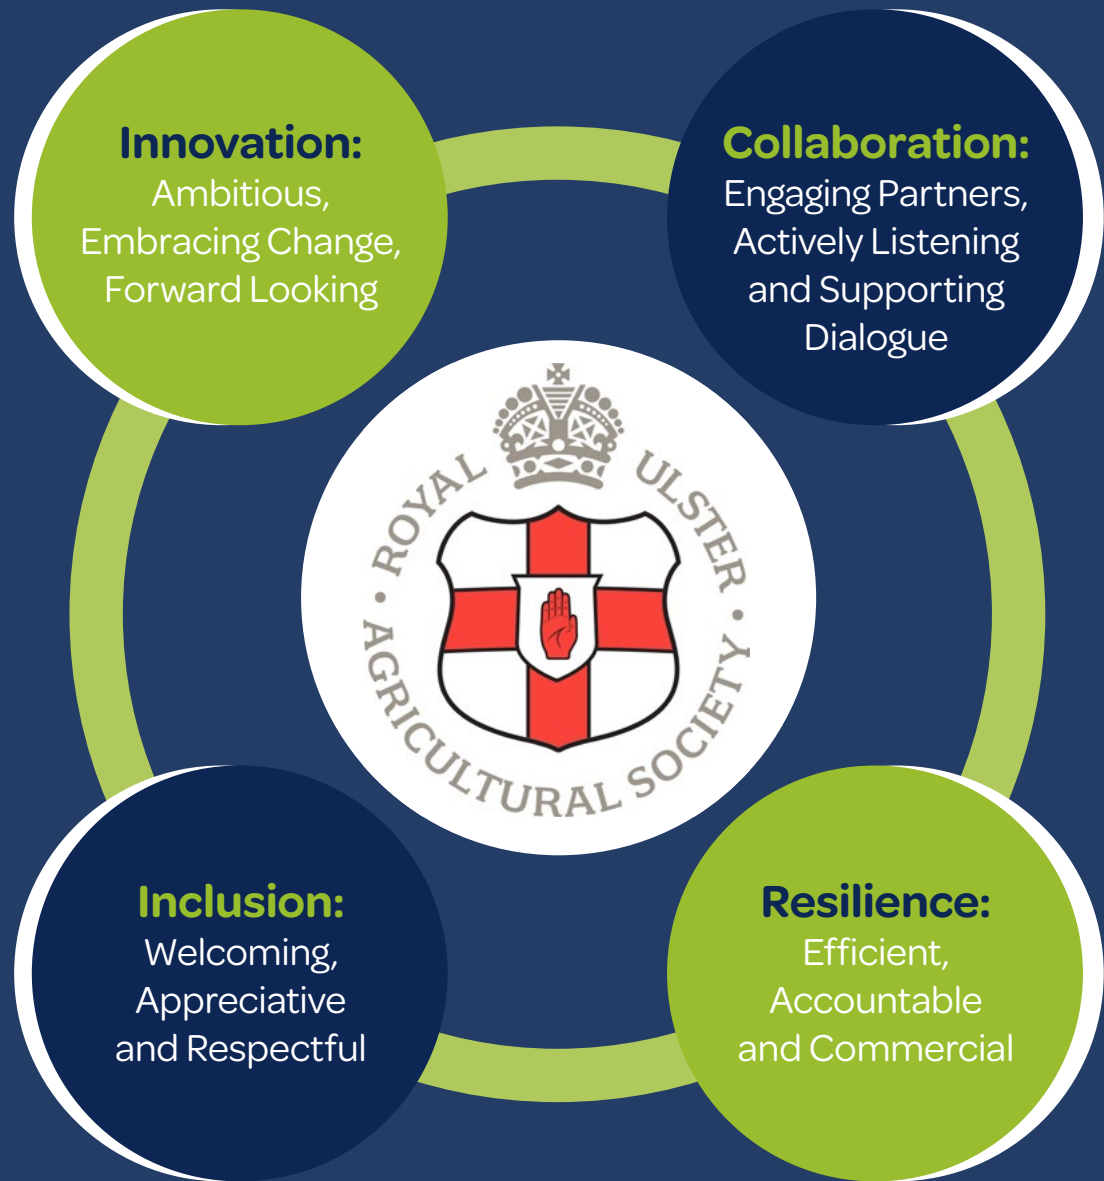 Innovation:
Ambitious,
Embracing Change,
Forward Looking
Collaboration:
Engaging Partners,
Actively Listening
and Supporting
Dialogue
ROYAL ULSTER
• AGRICULTURAL SOCIETY •
Inclusion:
Welcoming,
Appreciative
and Respectful
Resilience:
Efficient,
Accountable
and Commercial